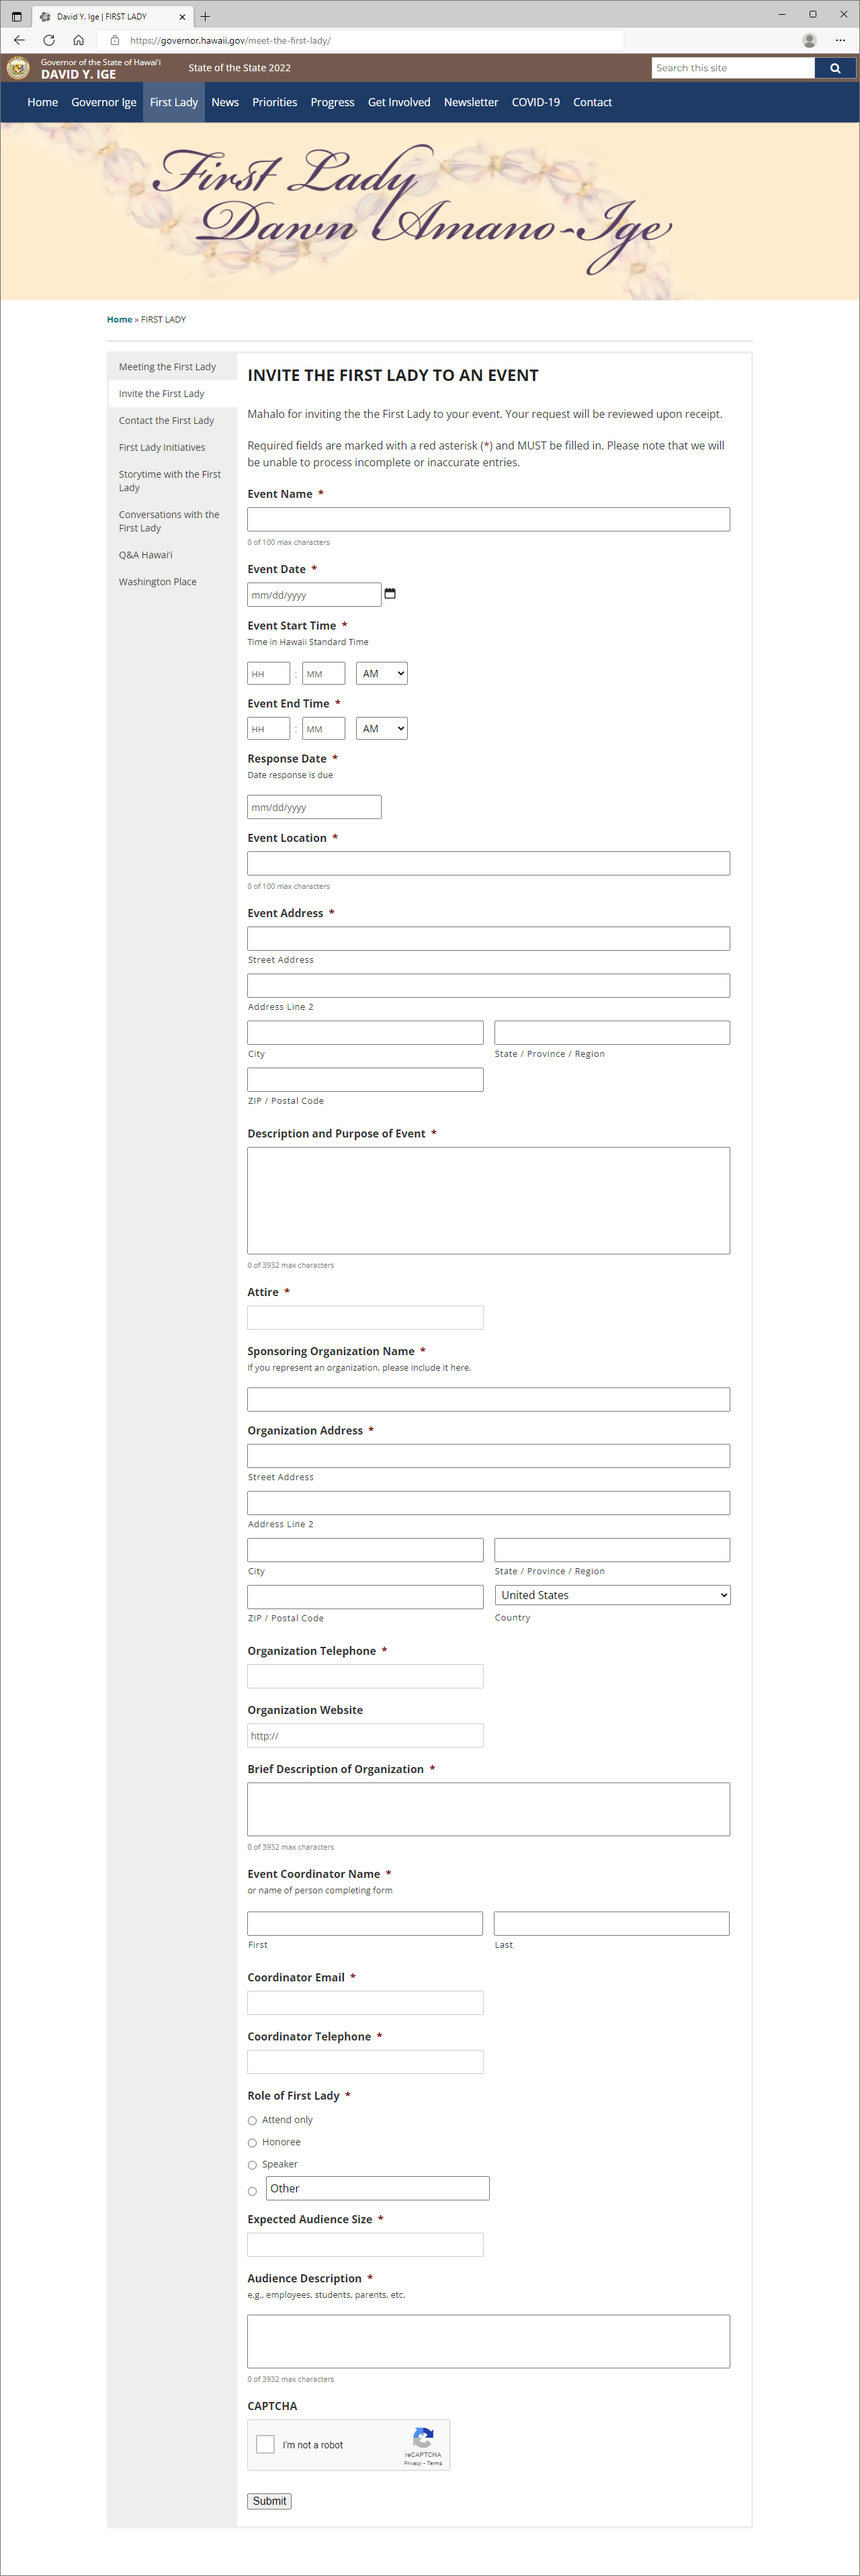 David Y. Ige | FIRST LADY
https://governor.hawaii.gov/meet-the-first-lady/
Governor of the State of Hawai'i
DAVID Y. IGE
State of the State 2022
Search this site
Home Governor Ige First Lady News Priorities Progress Get Involved Newsletter COVID-19 Contact
First Lady
Dawn Amano-Ige
Home » FIRST LADY
Meeting the First Lady
Invite the First Lady
Contact the First Lady
First Lady Initiatives
Storytime with the First
Lady
Conversations with the
First Lady
Q&A Hawai'i
Washington Place
INVITE THE FIRST LADY TO AN EVENT
Mahalo for inviting the the First Lady to your event. Your request will be reviewed upon receipt.
Required fields are marked with a red asterisk (*) and MUST be filled in. Please note that we will
be unable to process incomplete or inaccurate entries.
Event Name *
0 of 100 max characters
Event Date *
mm/dd/yyyy
Event Start Time *
Time in Hawaii Standard Time
HH : MM AM
Event End Time *
HH : MM AM
Response Date *
Date response is due
mm/dd/yyyy
Event Location *
0 of 100 max characters
Event Address *
Street Address
Address Line 2
City State / Province / Region
ZIP / Postal Code
Description and Purpose of Event *
0 of 3932 max characters
Attire *
Sponsoring Organization Name *
If you represent an organization, please include it here.
Organization Address *
Street Address
Address Line 2
City State / Province / Region
United States
ZIP / Postal Code Country
Organization Telephone *
Organization Website
http://
Brief Description of Organization *
0 of 3932 max characters
Event Coordinator Name *
or name of person completing form
First Last
Coordinator Email *
Coordinator Telephone *
Role of First Lady *
Attend only
Honoree
Speaker
Other
Expected Audience Size *
Audience Description *
e.g., employees, students, parents, etc.
0 of 3932 max characters
CAPTCHA
I'm not a robot
reCAPTCHA
Privacy - Terms
Submit